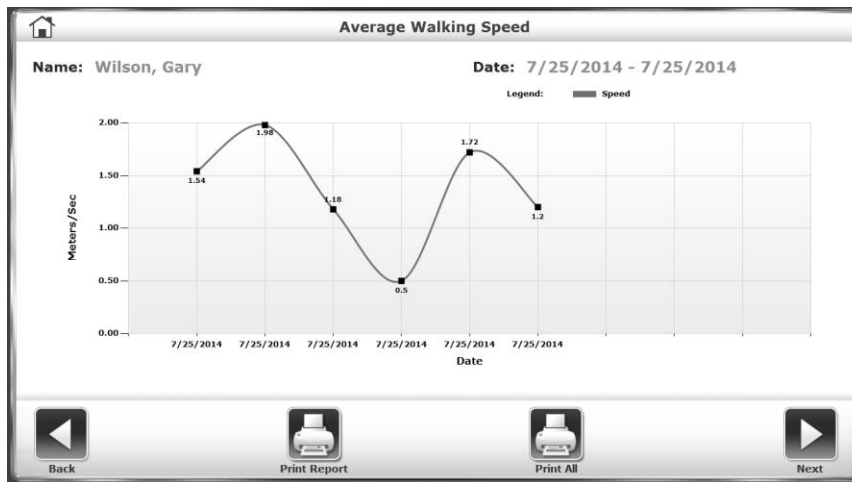 Average Walking Speed
Name: Wilson, Gary
Date: 7/25/2014 - 7/25/2014
Legend: Speed
2.00
1.50
1.00
0.50
0.00
Meters/Sec
1.54
1.98
1.18
0.5
1.72
1.2
7/25/2014 7/25/2014 7/25/2014 7/25/2014 7/25/2014 7/25/2014
Date
Back Print Report Print All Next